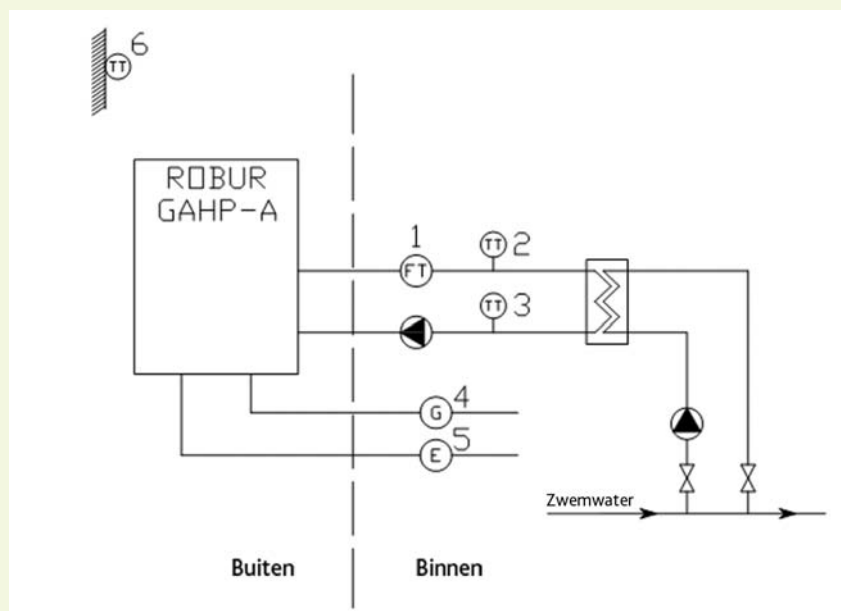 6
TT
ROBUR
GAHP-A
1
FT
TT 2
TT 3
4
G
5
E
Zwemwater
Buiten
Binnen